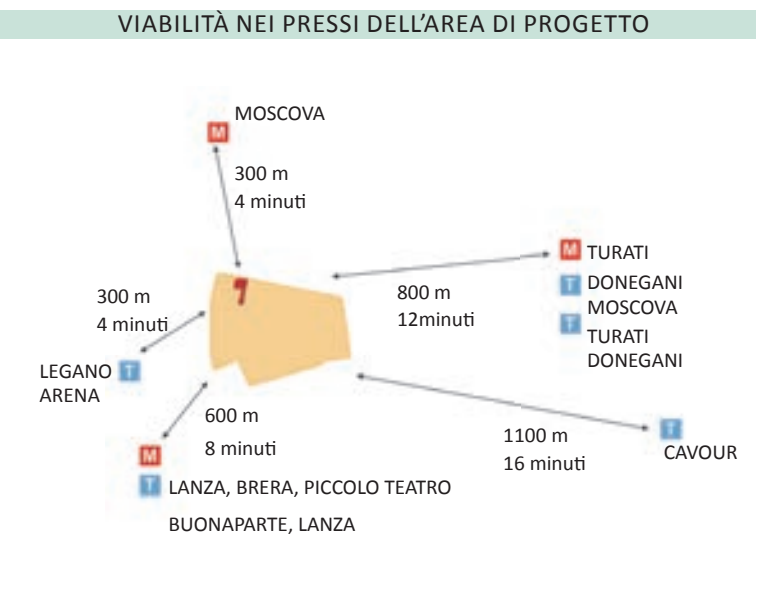 VIABILITÀ NEI PRESSI DELL'AREA DI PROGETTO
MOSCOVA
M
300 m
4 minuti
M TURATI
T DONEGANI
MOSCOVA
T TURATI
DONEGANI
800 m
12minuti
300 m
4 minuti
LEGANO T
ARENA
600 m
8 minuti
M
T LANZA, BRERA, PICCOLO TEATRO
BUONAPARTE, LANZA
1100 m
16 minuti
T
CAVOUR